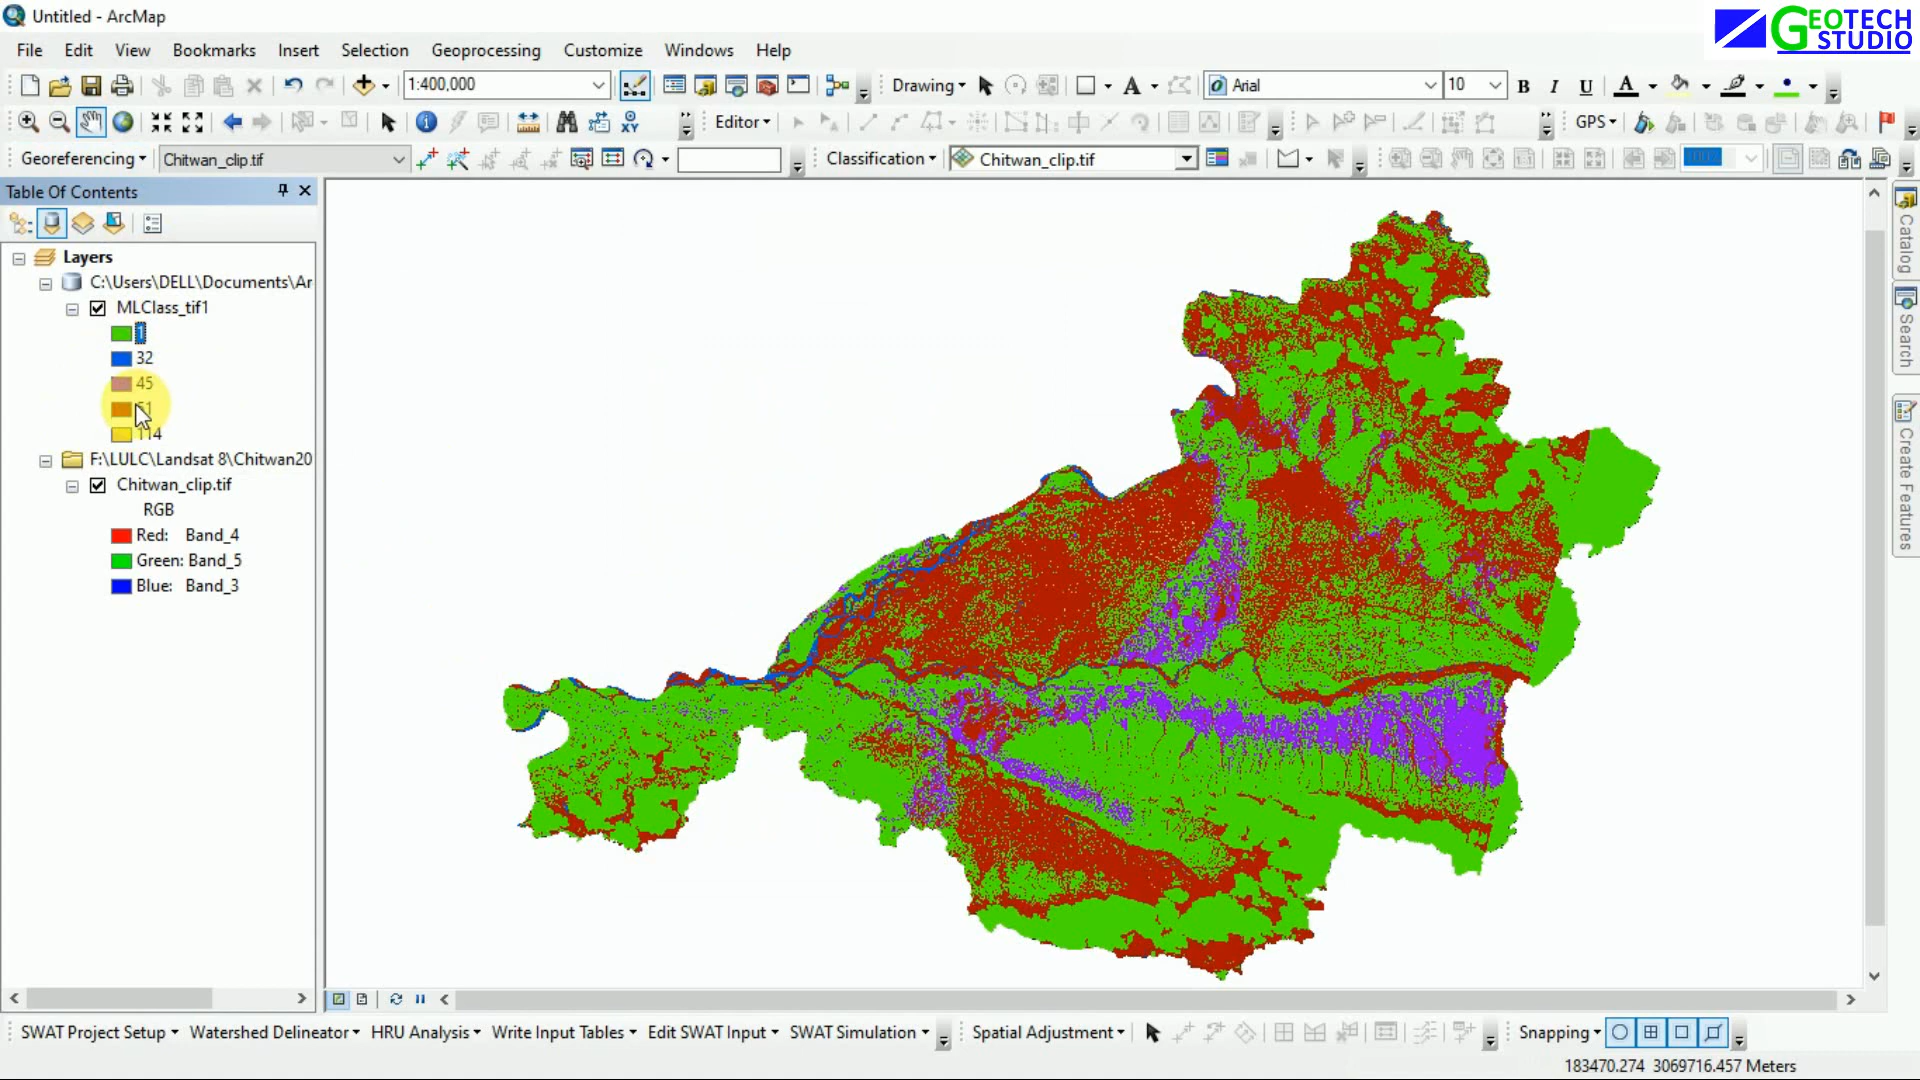 Untitled - ArcMap
GEOTECH
STUDIO
File Edit View Bookmarks Insert Selection Geoprocessing Customize Windows Help
1:400,000 Drawing A Arial 10 B I U A
XY Editor GPS
Georeferencing Chitwan_clip.tif Classification Chitwan_clip.tif
Table Of Contents
Layers
C:\Users\DELL\Documents\Ar
MLClass_tif1
1
32
45
51
114
F:\LULC\Landsat 8\Chitwan20
Chitwan_clip.tif
RGB
Red: Band_4
Green: Band_5
Blue: Band_3
Catalog
Search
Create Features
SWAT Project Setup Watershed Delineator HRU Analysis Write Input Tables Edit SWAT Input SWAT Simulation Spatial Adjustment Snapping
183470.274 3069716.457 Meters